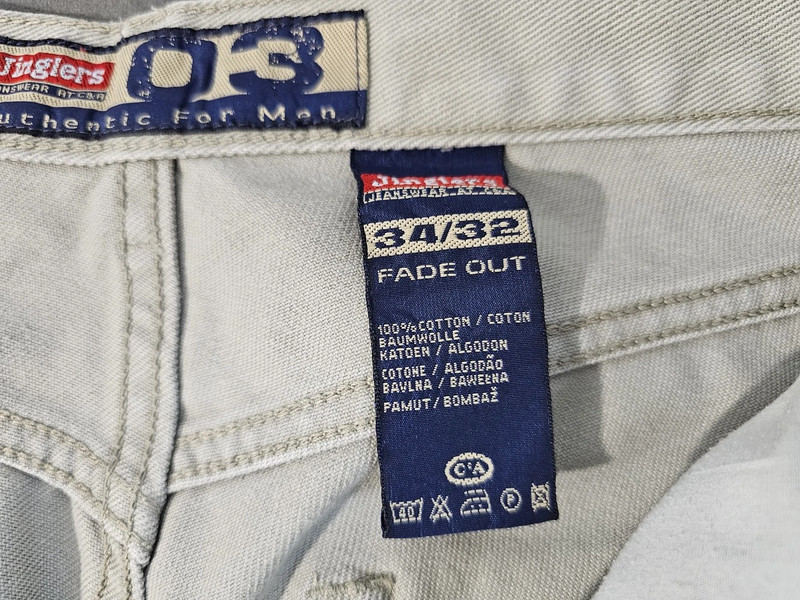 Jinglers
03
JEANSWEAR AT C&A
Authentic For Men
Jinglers
JEANSWEAR AT C&A
34/32
FADE OUT
100% COTTON / COTON
BAUMWOLLE
KATOEN / ALGODON
COTONE / ALGODÃO
BAVLNA / BAWEŁNA
PAMUT / BOMBAŽ
C&A
40 P